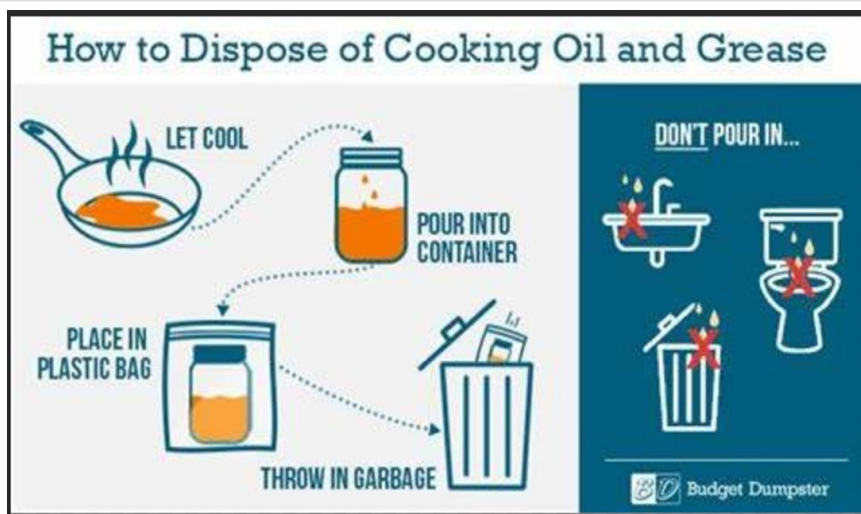 How to Dispose of Cooking Oil and Grease
LET COOL
POUR INTO
CONTAINER
PLACE IN
PLASTIC BAG
THROW IN GARBAGE
DON'T POUR IN...
BD Budget Dumpster